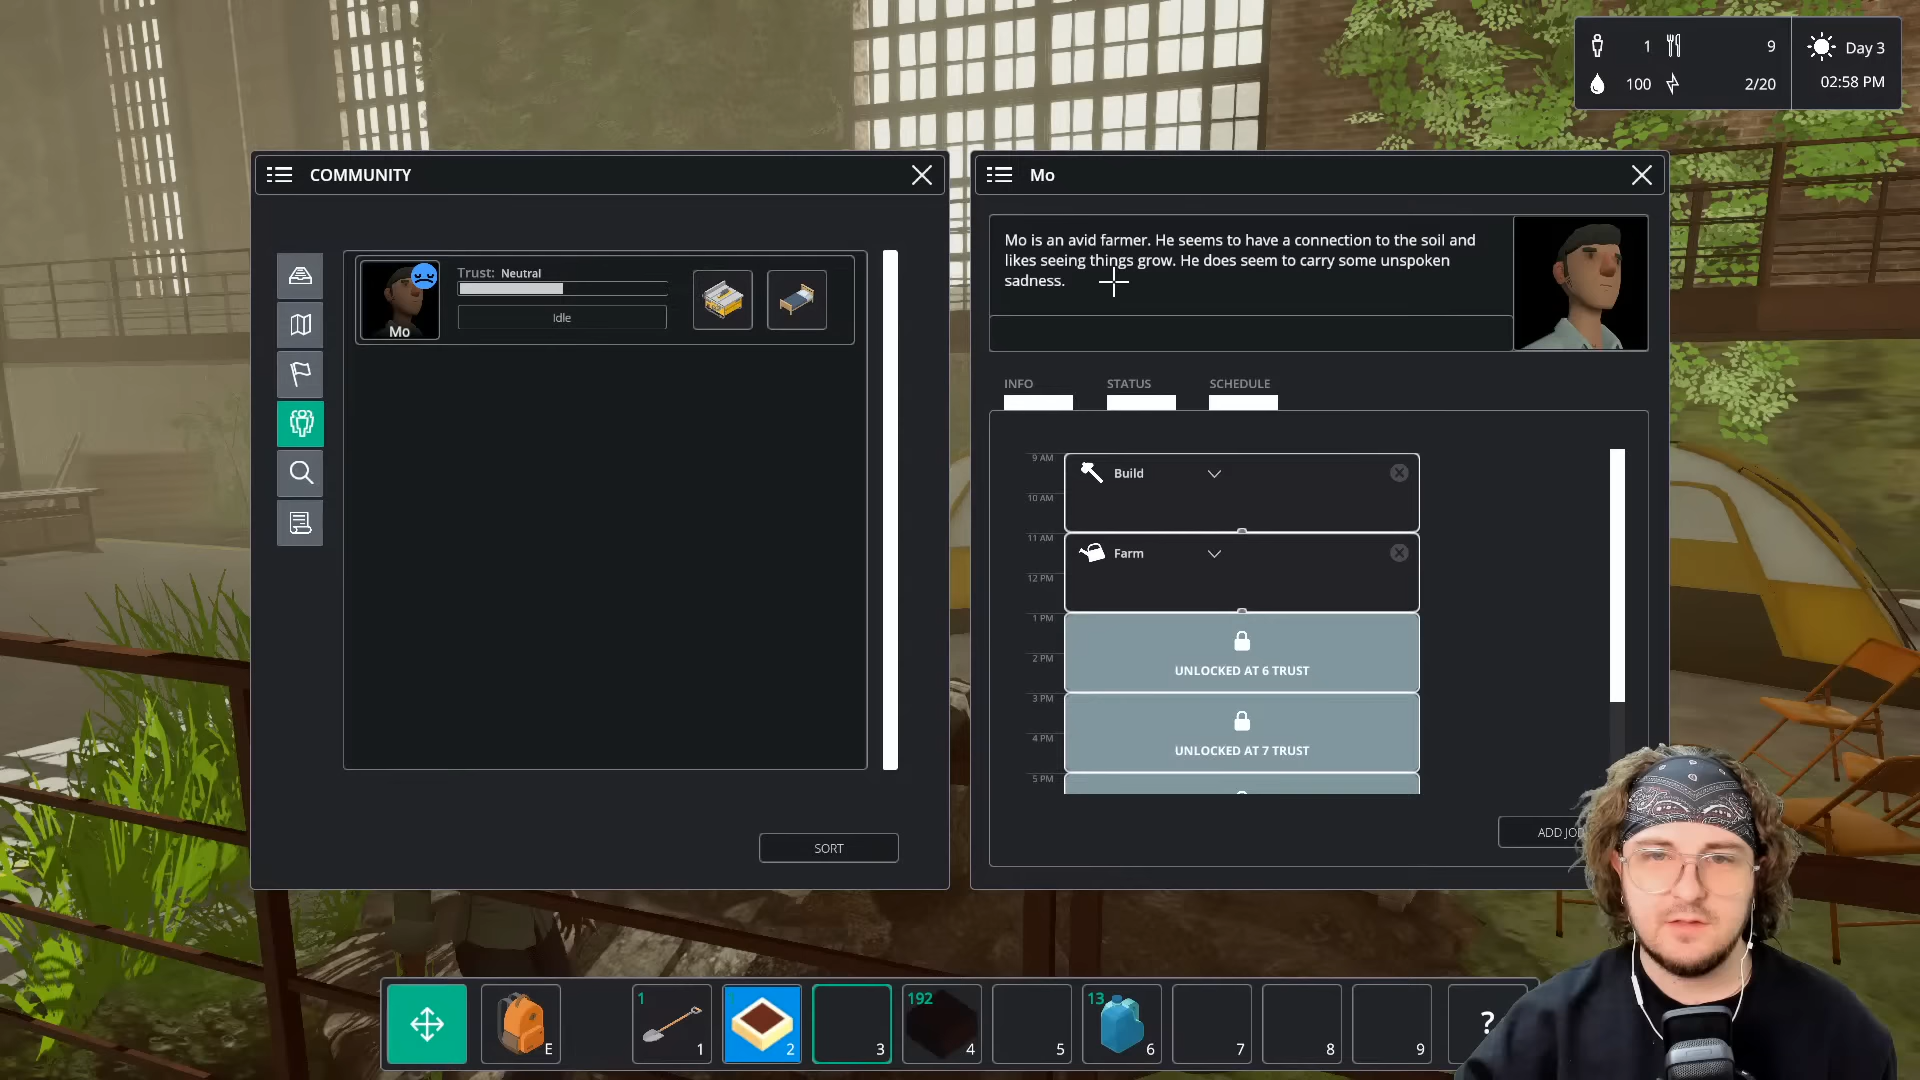 1
9
100
2/20
Day 3
02:58 PM
COMMUNITY
Trust: Neutral
Idle
Mo
SORT
Mo
Mo is an avid farmer. He seems to have a connection to the soil and
likes seeing things grow. He does seem to carry some unspoken
sadness.
INFO
STATUS
SCHEDULE
9 AM
Build
10 AM
11 AM
Farm
12 PM
1 PM
2 PM
UNLOCKED AT 6 TRUST
3 PM
4 PM
UNLOCKED AT 7 TRUST
5 PM
ADD JOB
E
1
1
2
3
192
4
5
13
6
7
8
9
?